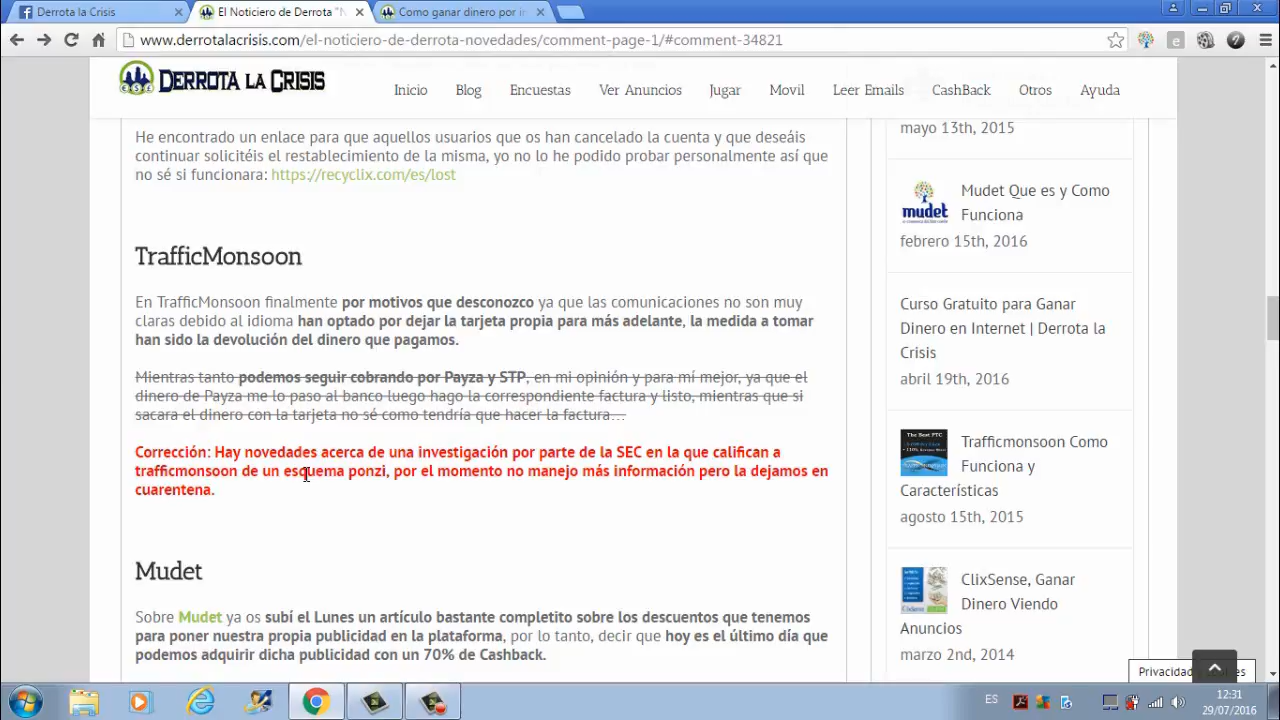 Derrota la Crisis
El Noticiero de Derrota "N
Como ganar dinero por in
www.derrotalacrisis.com/el-noticiero-de-derrota-novedades/comment-page-1/#comment-34821
DERROTA LA CRISIS
Inicio
Blog
Encuestas
Ver Anuncios
Jugar
Movil
Leer Emails
CashBack
Otros
Ayuda
He encontrado un enlace para que aquellos usuarios que os han cancelado la cuenta y que deseáis
continuar solicitéis el restablecimiento de la misma, yo no lo he podido probar personalmente así que
no sé si funcionara: https://recyclix.com/es/lost
TrafficMonsoon
En TrafficMonsoon finalmente por motivos que desconozco ya que las comunicaciones no son muy
claras debido al idioma han optado por dejar la tarjeta propia para más adelante, la medida a tomar
han sido la devolución del dinero que pagamos.
Mientras tanto podemos seguir cobrando por Payza y STP, en mi opinión y para mí mejor, ya que el
dinero de Payza me lo paso al banco luego hago la correspondiente factura y listo, mientras que si
sacara el dinero con la tarjeta no sé como tendría que hacer la factura…
Corrección: Hay novedades acerca de una investigación por parte de la SEC en la que califican a
trafficmonsoon de un esquema ponzi, por el momento no manejo más información pero la dejamos en
cuarentena.
Mudet
Sobre Mudet ya os subí el Lunes un artículo bastante completito sobre los descuentos que tenemos
para poner nuestra propia publicidad en la plataforma, por lo tanto, decir que hoy es el último día que
podemos adquirir dicha publicidad con un 70% de Cashback.
mayo 13th, 2015
mudet
Mudet Que es y Como
Funciona
febrero 15th, 2016
Curso Gratuito para Ganar
Dinero en Internet | Derrota la
Crisis
abril 19th, 2016
The Best PTC
Trafficmonsoon Como
Funciona y
Características
agosto 15th, 2015
ClixSense, Ganar
Dinero Viendo
Anuncios
marzo 2nd, 2014
ES
12:31
29/07/2016